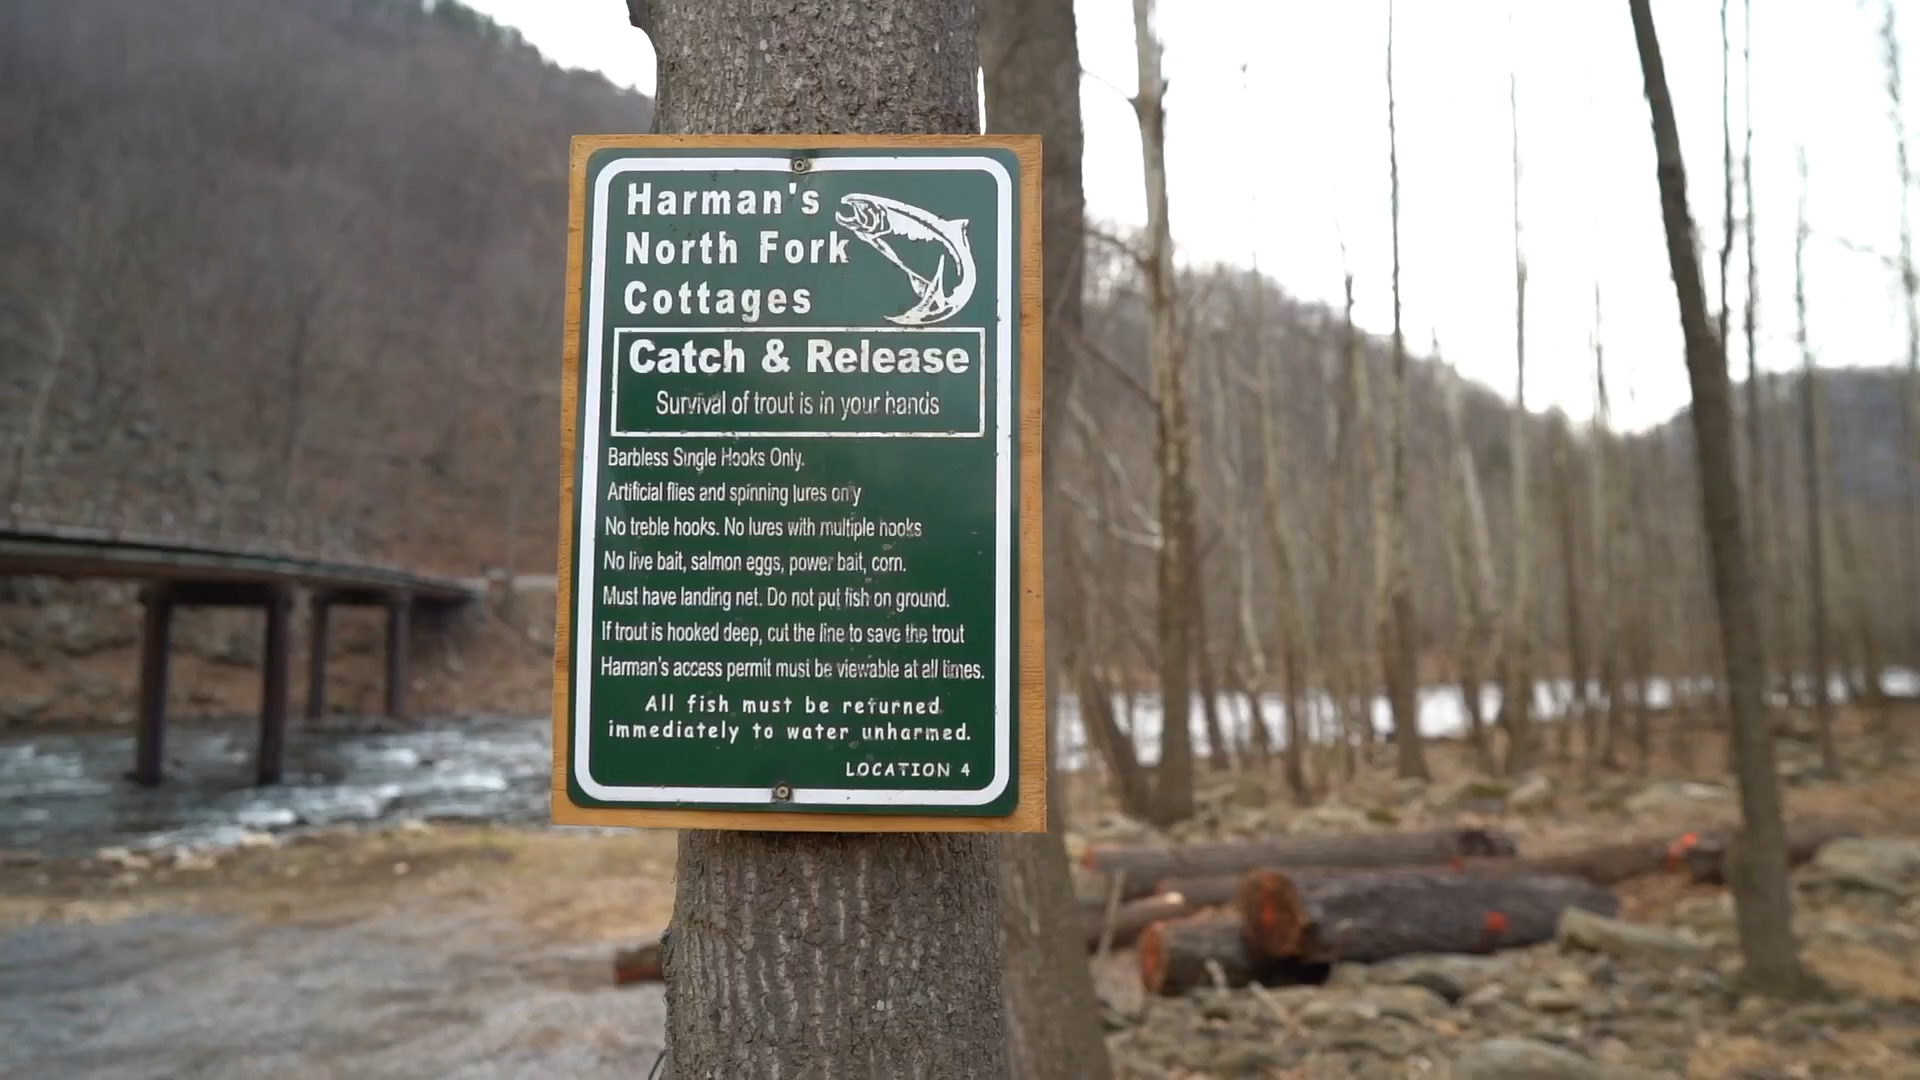 Harman's
North Fork
Cottages
Catch & Release
Survival of trout is in your hands
Barbless Single Hooks Only.
Artificial flies and spinning lures only
No treble hooks. No lures with multiple hooks
No live bait, salmon eggs, power bait, corn.
Must have landing net. Do not put fish on ground.
If trout is hooked deep, cut the line to save the trout
Harman's access permit must be viewable at all times.
All fish must be returned
immediately to water unharmed.
LOCATION 4